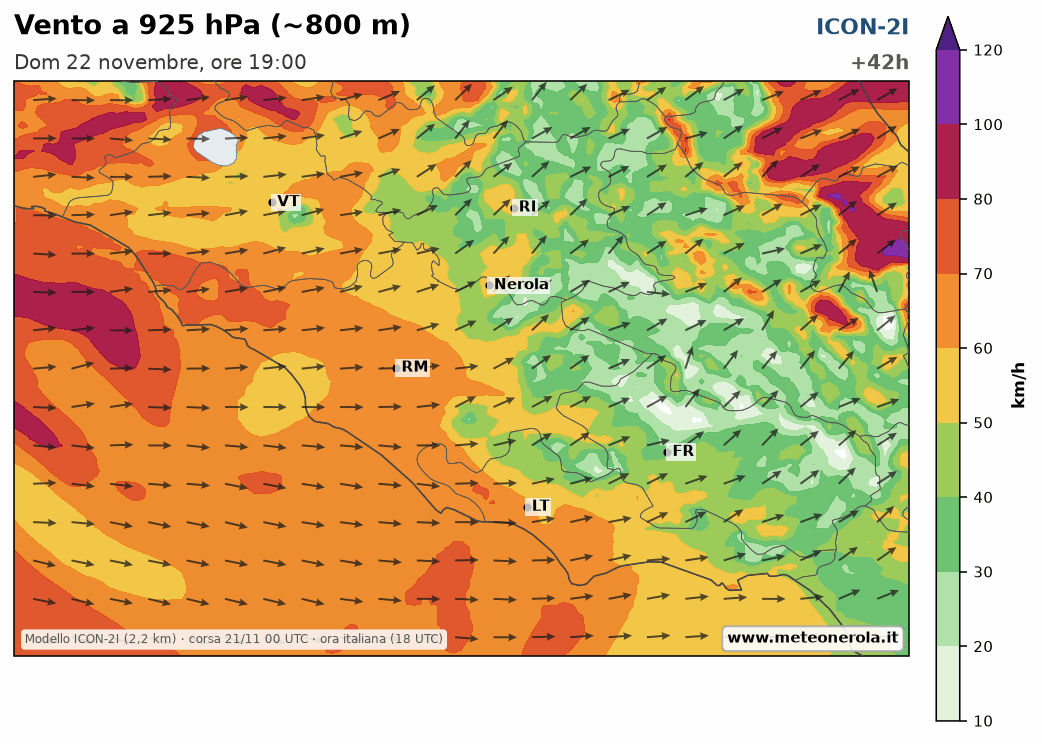 Vento a 925 hPa (~800 m)
ICON-2I
Dom 22 novembre, ore 19:00
+42h
VT
RI
Nerola
RM
FR
LT
Modello ICON-2I (2,2 km) · corsa 21/11 00 UTC · ora italiana (18 UTC)
www.meteonerola.it
120
100
80
70
60
50
40
30
20
10
km/h